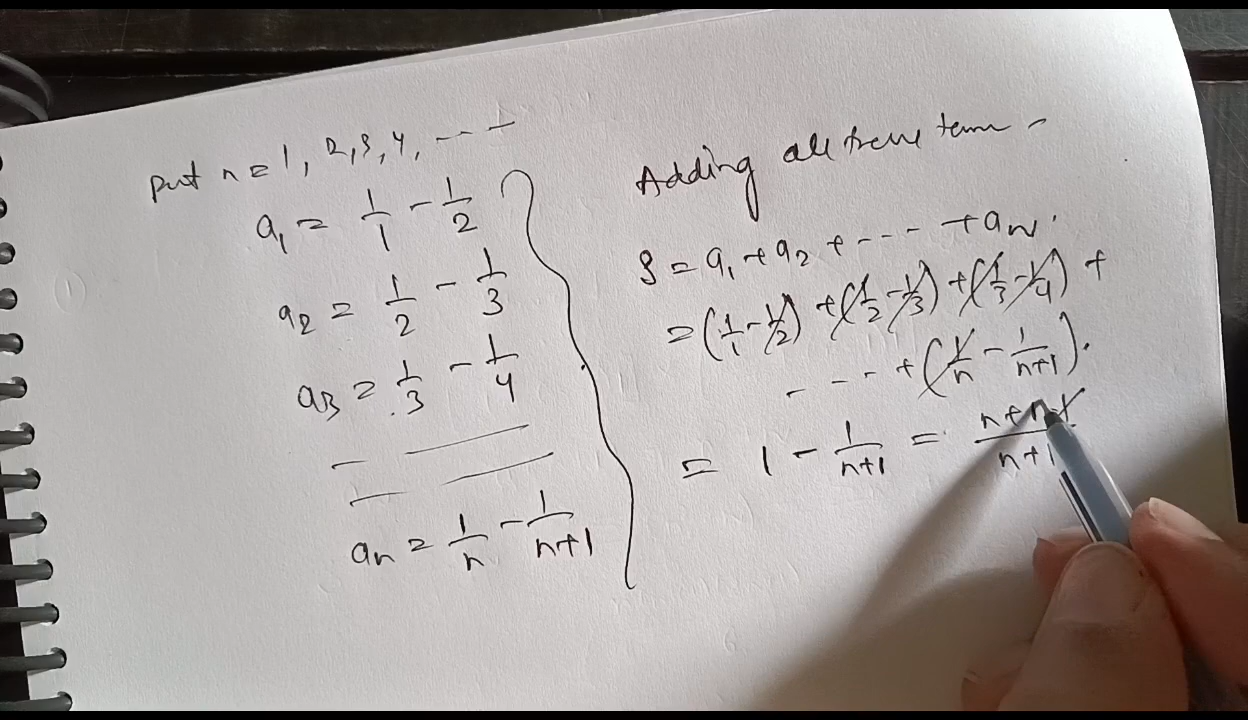 put n = 1, 2, 3, 4, ---
a₁ = 1/1 - 1/2
a₂ = 1/2 - 1/3
a₃ = 1/3 - 1/4
aₙ = 1/n - 1/(n+1)
Adding all term
S = a₁ + a₂ + --- + aₙ.
= (1/1 - 1/2) + (1/2 - 1/3) + (1/3 - 1/4) +
--- + (1/n - 1/(n+1)).
= 1 - 1/(n+1) = n+1-1/n+1